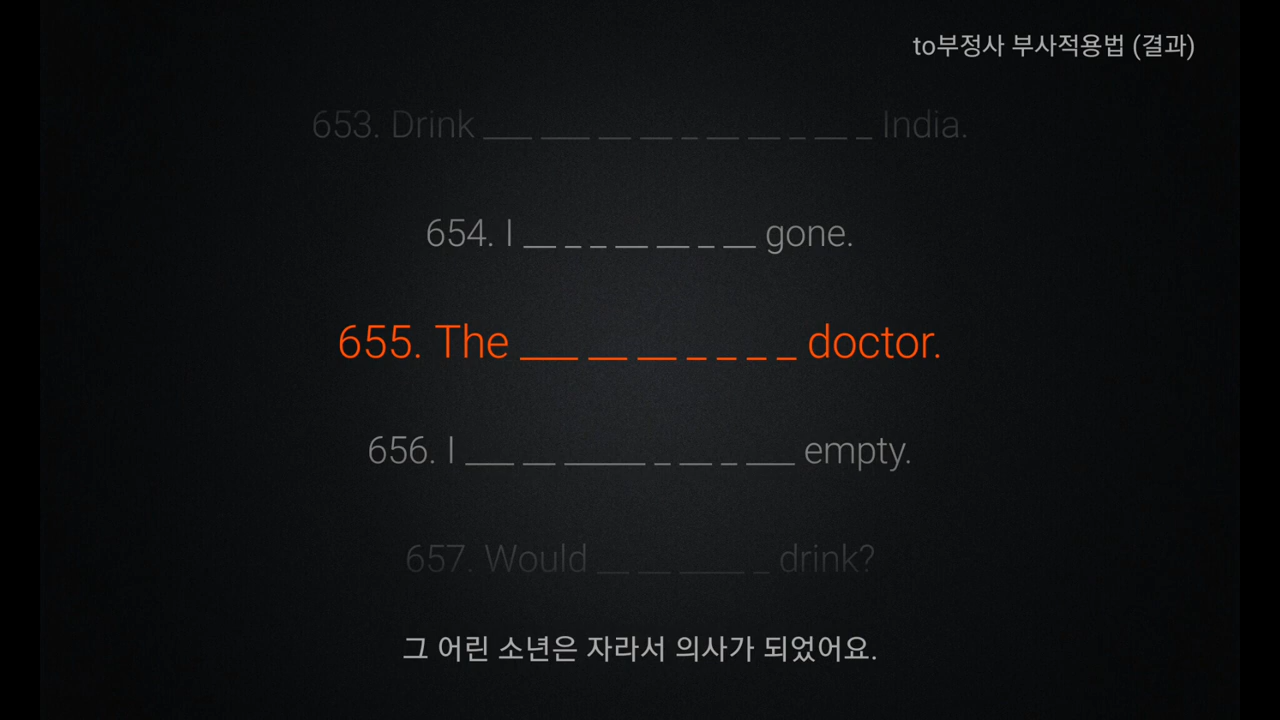 to부정사 부사적용법 (결과)
653. Drink ___ ___ __ __ _ __ __ _ __ _ India.
654. I __ _ _ __ __ _ __ gone.
655. The ___ __ __ _ _ _ _ doctor.
656. I ___ __ _____ _ __ _ ___ empty.
657. Would __ __ ____ _ drink?
그 어린 소년은 자라서 의사가 되었어요.